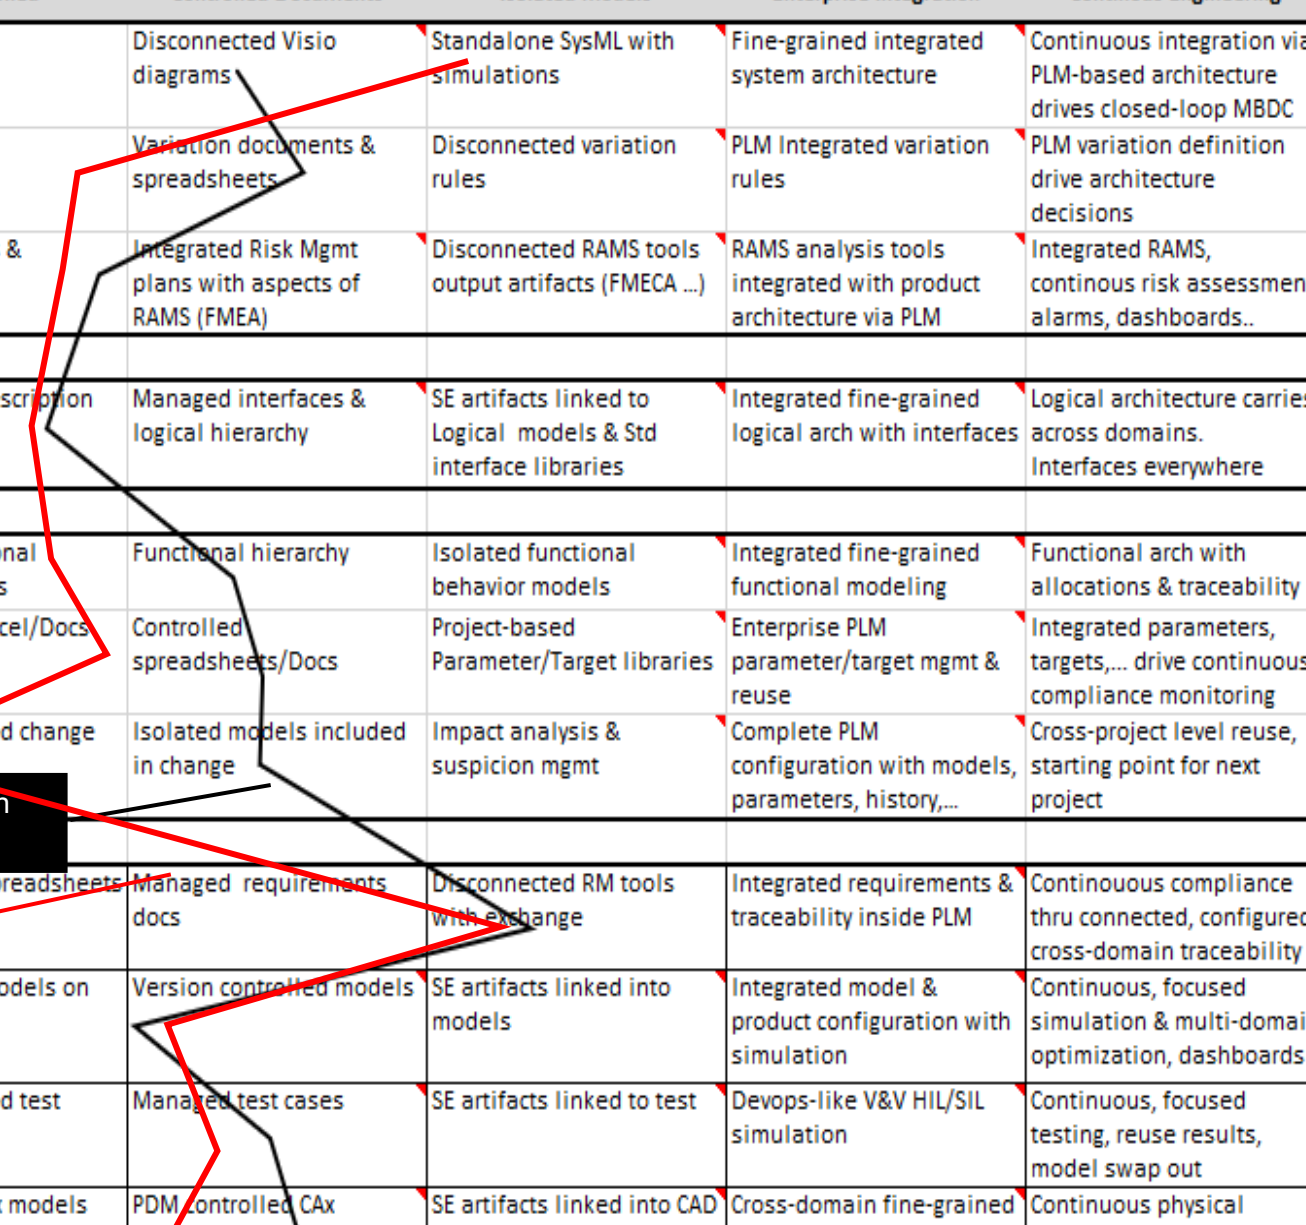 Disconnected Visio
diagrams
Standalone SysML with
simulations
Fine-grained integrated
system architecture
Continuous integration via
PLM-based architecture
drives closed-loop MBDC
Variation documents &
spreadsheets
Disconnected variation
rules
PLM Integrated variation
rules
PLM variation definition
drive architecture
decisions
&
Integrated Risk Mgmt
plans with aspects of
RAMS (FMEA)
Disconnected RAMS tools
output artifacts (FMECA ...)
RAMS analysis tools
integrated with product
architecture via PLM
Integrated RAMS,
continous risk assessmen
alarms, dashboards..
scription
Managed interfaces &
logical hierarchy
SE artifacts linked to
Logical models & Std
interface libraries
Integrated fine-grained
logical arch with interfaces
Logical architecture carries
across domains.
Interfaces everywhere
onal
s
Functional hierarchy
Isolated functional
behavior models
Integrated fine-grained
functional modeling
Functional arch with
allocations & traceability
cel/Docs
Controlled
spreadsheets/Docs
Project-based
Parameter/Target libraries
Enterprise PLM
parameter/target mgmt &
reuse
Integrated parameters,
targets,... drive continuous
compliance monitoring
d change
Isolated models included
in change
Impact analysis &
suspicion mgmt
Complete PLM
configuration with models,
parameters, history,...
Cross-project level reuse,
starting point for next
project
n
preadsheets
Managed requirements
docs
Disconnected RM tools
with exchange
Integrated requirements &
traceability inside PLM
Continouous compliance
thru connected, configured
cross-domain traceability
odels on
Version controlled models
SE artifacts linked into
models
Integrated model &
product configuration with
simulation
Continuous, focused
simulation & multi-domai
optimization, dashboards
d test
Managed test cases
SE artifacts linked to test
Devops-like V&V HIL/SIL
simulation
Continuous, focused
testing, reuse results,
model swap out
models
PDM controlled CAx
SE artifacts linked into CAD
Cross-domain fine-grained
Continuous physical